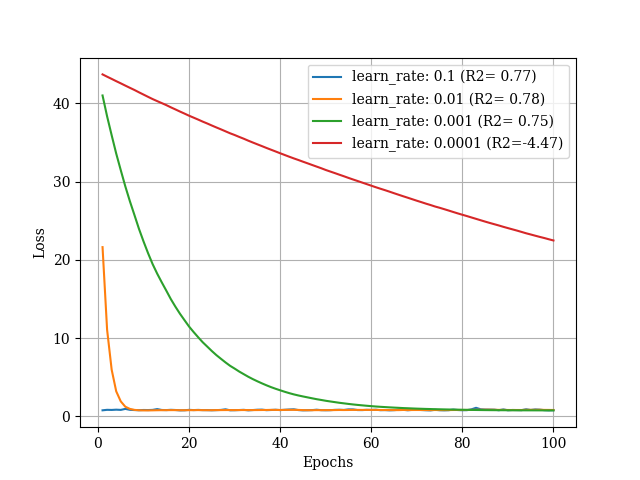 learn_rate: 0.1 (R2= 0.77)
learn_rate: 0.01 (R2= 0.78)
learn_rate: 0.001 (R2= 0.75)
learn_rate: 0.0001 (R2=-4.47)
40
30
20
10
0
Loss
0 20 40 60 80 100
Epochs